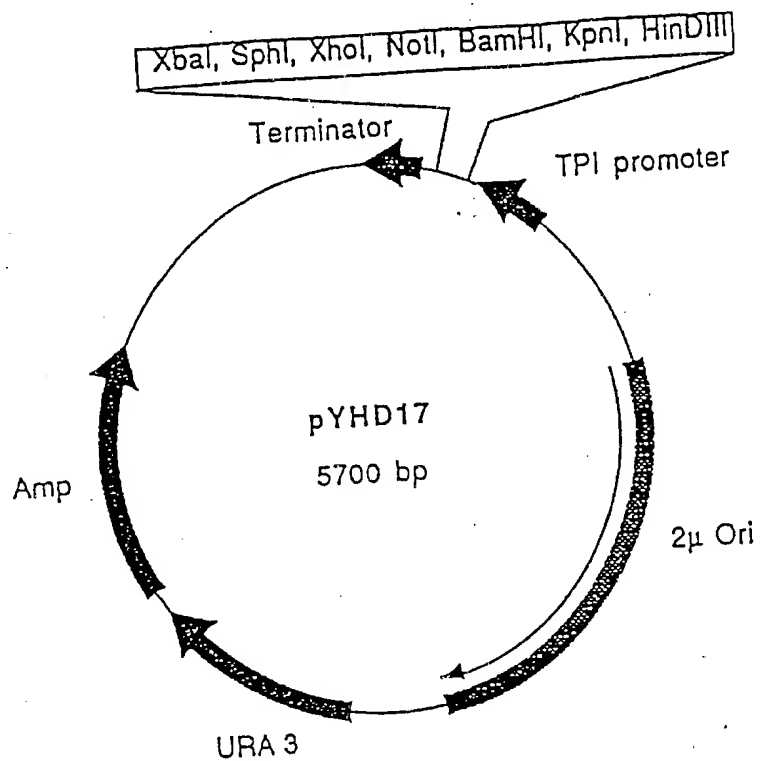 XbaI, SphI, XhoI, NotI, BamHI, KpnI, HinDIII
Terminator
TPI promoter
pYHD17
5700 bp
Amp
2µ Ori
URA 3